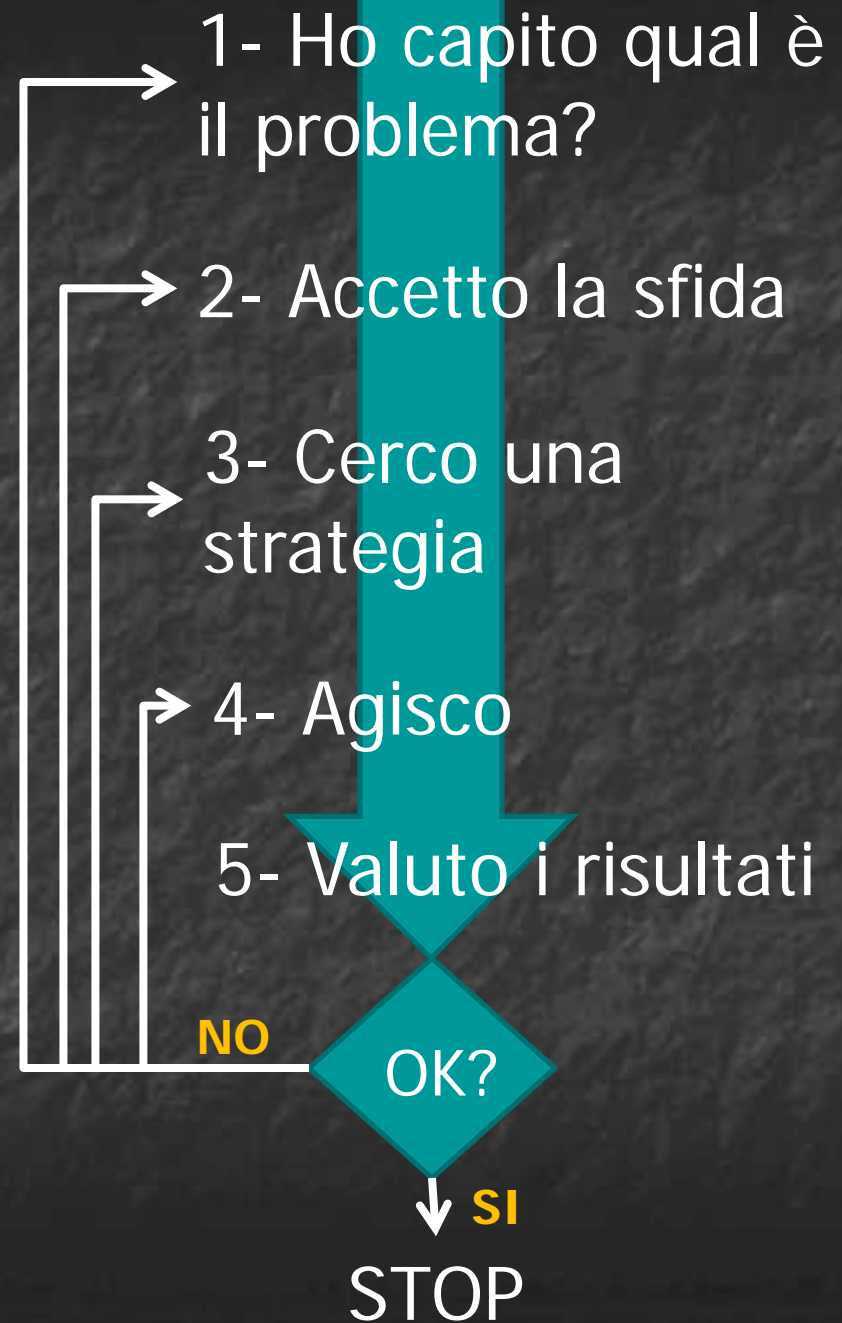 1- Ho capito qual è
il problema?
2- Accetto la sfida
3- Cerco una
strategia
4- Agisco
5- Valuto i risultati
NO
OK?
SI
STOP